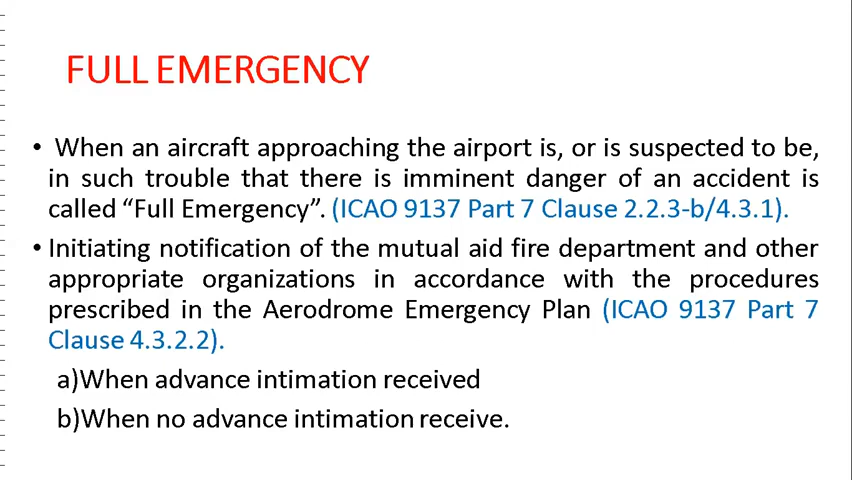 FULL EMERGENCY
• When an aircraft approaching the airport is, or is suspected to be,
in such trouble that there is imminent danger of an accident is
called “Full Emergency”. (ICAO 9137 Part 7 Clause 2.2.3-b/4.3.1).
• Initiating notification of the mutual aid fire department and other
appropriate organizations in accordance with the procedures
prescribed in the Aerodrome Emergency Plan (ICAO 9137 Part 7
Clause 4.3.2.2).
a)When advance intimation received
b)When no advance intimation receive.